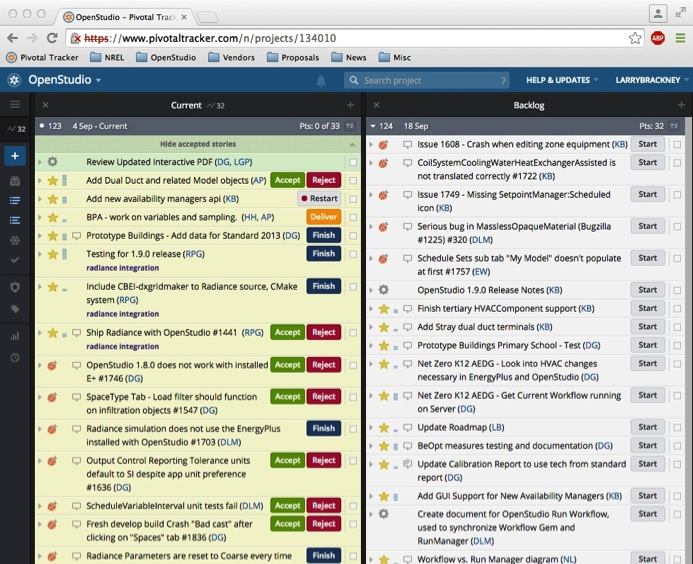 OpenStudio – Pivotal Track
https://www.pivotaltracker.com/n/projects/134010
ABP
Pivotal Tracker
NREL
OpenStudio
Vendors
Proposals
News
Misc
OpenStudio
Search project
?
HELP & UPDATES
LARRYBRACKNEY
Current
32
Backlog
32
123
4 Sep - Current
Pts: 0 of 33
TS
Hide accepted stories
Review Updated Interactive PDF (DG, LGP)
Add Dual Duct and related Model objects (AP)
Accept
Reject
Add new availability managers api (KB)
Restart
BPA - work on variables and sampling. (HH, AP)
Deliver
Prototype Buildings - Add data for Standard 2013 (DG)
Finish
Testing for 1.9.0 release (RPG)
Finish
radiance integration
Include CBEI-dxgridmaker to Radiance source, CMake
system (RPG)
Finish
radiance integration
Ship Radiance with OpenStudio #1441 (RPG)
Accept
Reject
radiance integration
OpenStudio 1.8.0 does not work with installed
E+ #1746 (DG)
Accept
Reject
SpaceType Tab - Load filter should function
on infiltration objects #1547 (DG)
Accept
Reject
Radiance simulation does not use the EnergyPlus
installed with OpenStudio #1703 (DLM)
Finish
Output Control Reporting Tolerance units
default to SI despite app unit preference
#1636 (DG)
Accept
Reject
ScheduleVariableInterval unit tests fail (DLM)
Accept
Reject
Fresh develop build Crash "Bad cast" after
clicking on "Spaces" tab #1836 (DG)
Accept
Reject
Radiance Parameters are reset to Coarse every time
Finish
124
18 Sep
Pts: 32
TS
Issue 1608 - Crash when editing zone equipment (KB)
Start
CoilSystemCoolingWaterHeatExchangerAssisted is
not translated correctly #1722 (KB)
Start
Issue 1749 - Missing SetpointManager:Scheduled
icon (KB)
Start
Serious bug in MasslessOpaqueMaterial (Bugzilla
#1225) #320 (DLM)
Start
Schedule Sets sub tab "My Model" doesn't populate
at first #1757 (EW)
Start
OpenStudio 1.9.0 Release Notes (KB)
Start
Finish tertiary HVACComponent support (KB)
Start
Add Stray dual duct terminals (KB)
Start
Prototype Buildings Primary School - Test (DG)
Start
Net Zero K12 AEDG - Look into HVAC changes
necessary in EnergyPlus and OpenStudio (DG)
Start
Net Zero K12 AEDG - Get Current Workflow running
on Server (DG)
Start
Update Roadmap (LB)
Start
BeOpt measures testing and documentation (DG)
Start
Update Calibration Report to use tech from standard
report (DG)
Start
Add GUI Support for New Availability Managers (KB)
Start
Create document for OpenStudio Run Workflow,
used to synchronize Workflow Gem and
RunManager (DLM)
Start
Workflow vs. Run Manager diagram (NL)
Start